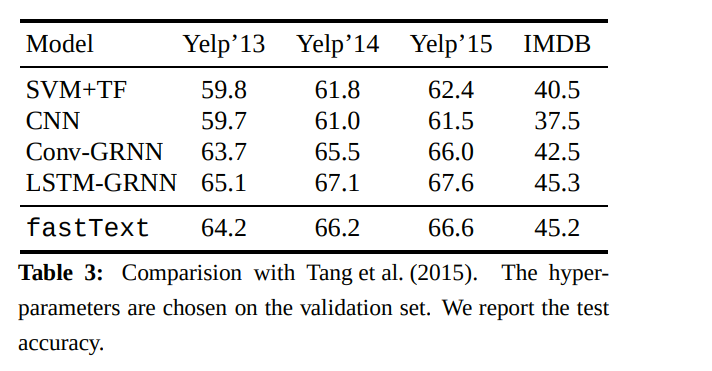 Model Yelp’13 Yelp’14 Yelp’15 IMDB
SVM+TF 59.8 61.8 62.4 40.5
CNN 59.7 61.0 61.5 37.5
Conv-GRNN 63.7 65.5 66.0 42.5
LSTM-GRNN 65.1 67.1 67.6 45.3
fastText 64.2 66.2 66.6 45.2
Table 3: Comparision with Tang et al. (2015). The hyper-
parameters are chosen on the validation set. We report the test
accuracy.